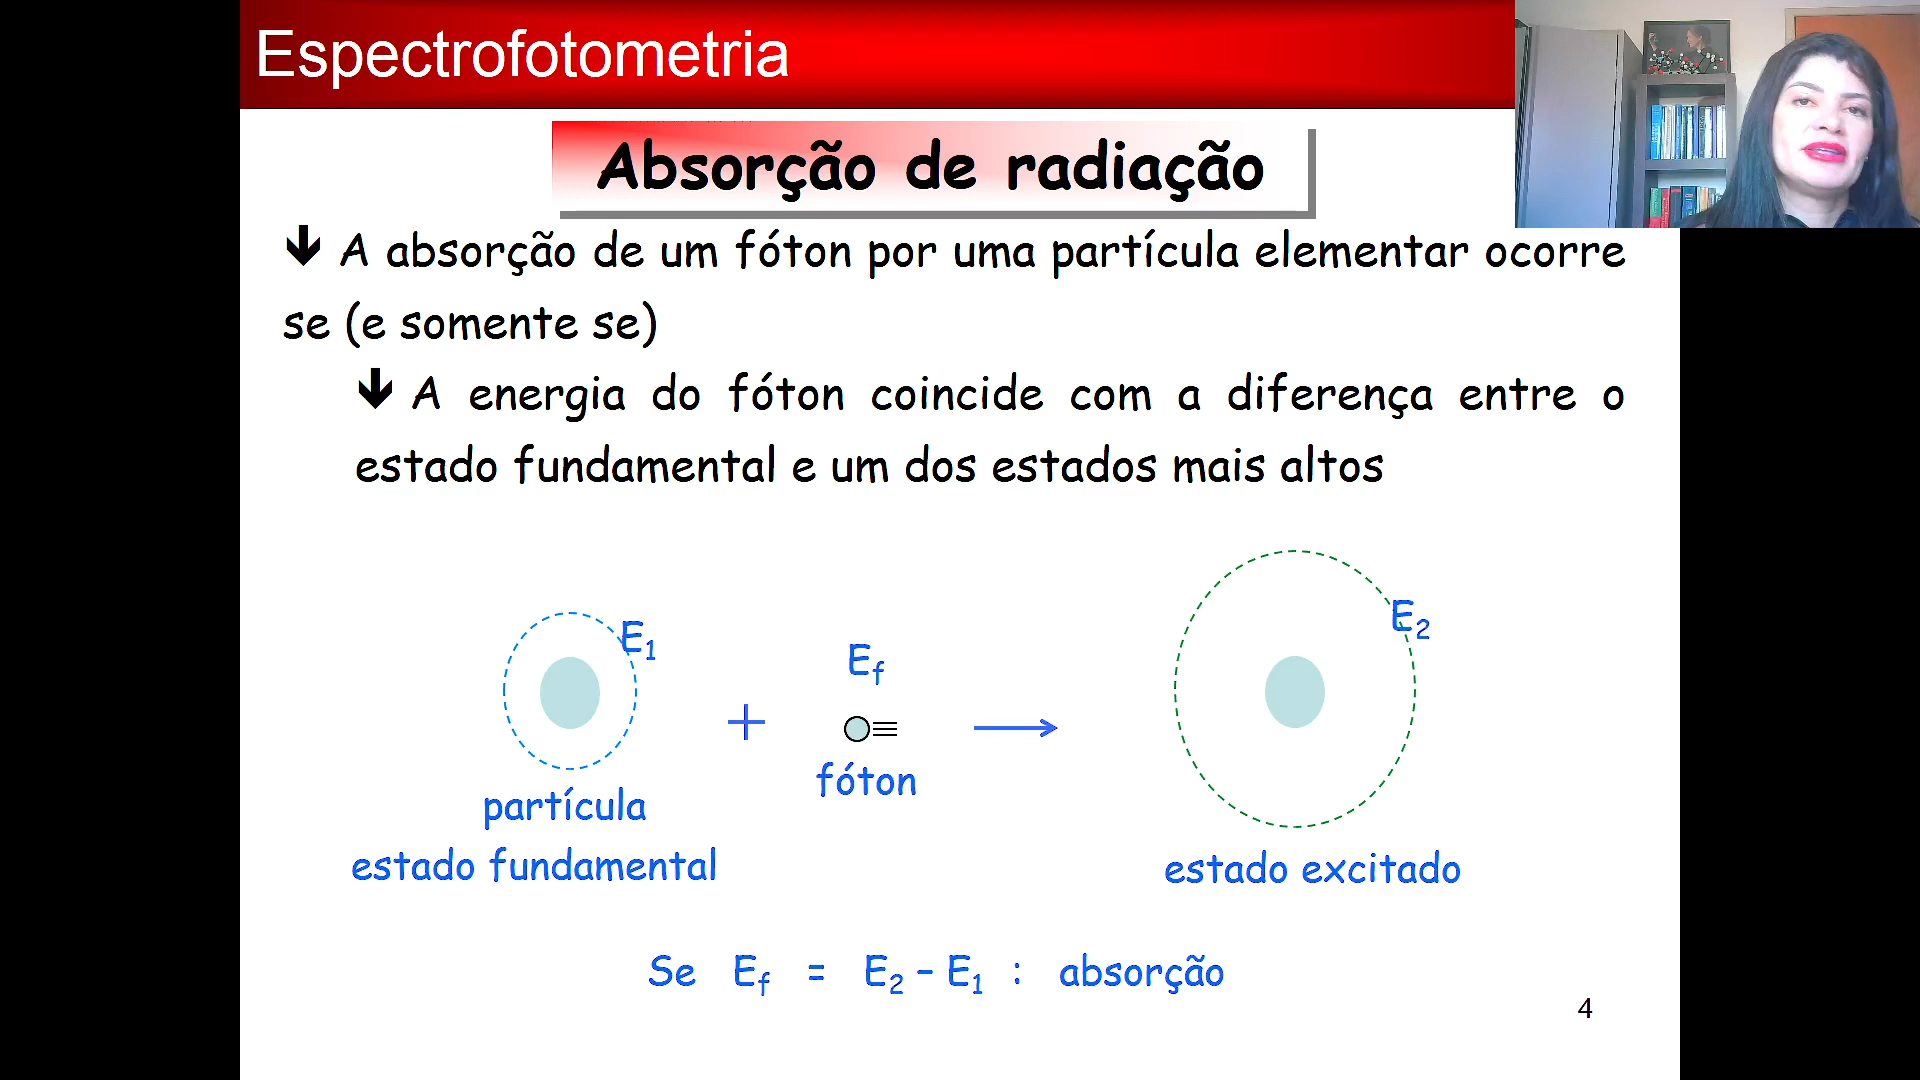 Espectrofotometria
Absorção de radiação
🡫 A absorção de um fóton por uma partícula elementar ocorre
se (e somente se)
🡫 A energia do fóton coincide com a diferença entre o
estado fundamental e um dos estados mais altos
E₁
E₂
E_f
+
fóton
partícula
estado fundamental
estado excitado
Se E_f = E₂ – E₁ : absorção
4